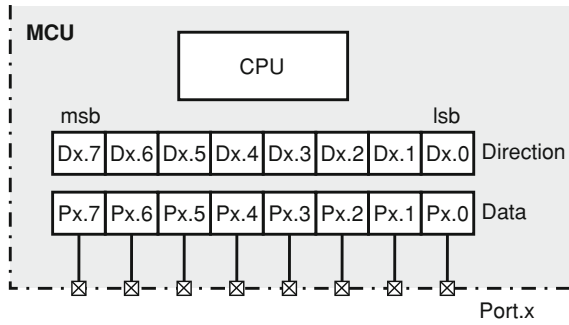 MCU
CPU
msb lsb
Dx.7 Dx.6 Dx.5 Dx.4 Dx.3 Dx.2 Dx.1 Dx.0 Direction
Px.7 Px.6 Px.5 Px.4 Px.3 Px.2 Px.1 Px.0 Data
Port.x